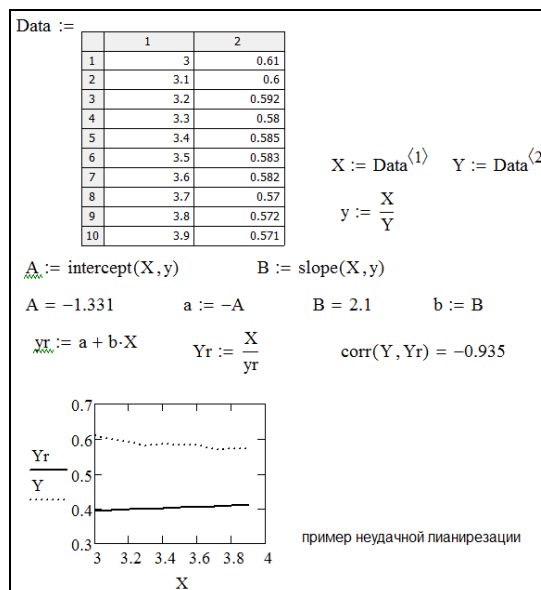 Data :=
1 2
1 3 0.61
2 3.1 0.6
3 3.2 0.592
4 3.3 0.58
5 3.4 0.585
6 3.5 0.583
7 3.6 0.582
8 3.7 0.57
9 3.8 0.572
10 3.9 0.571
X := Data⟨1⟩ Y := Data⟨2
y := X/Y
A := intercept(X,y) B := slope(X,y)
A = −1.331 a := −A B = 2.1 b := B
yr := a + b·X Yr := X/yr corr(Y,Yr) = −0.935
0.7
0.6
0.5
0.4
0.3
Yr
Y
3 3.2 3.4 3.6 3.8 4
X
пример неудачной лианирезации